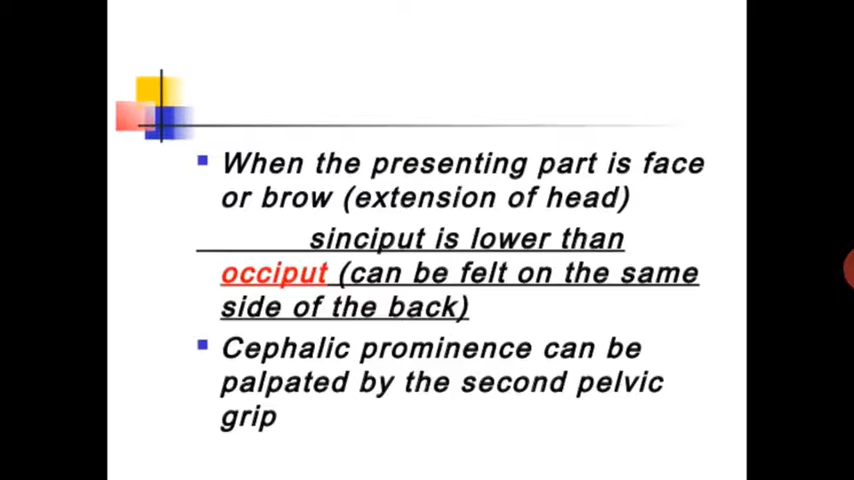 When the presenting part is face
or brow (extension of head)
sinciput is lower than
occiput (can be felt on the same
side of the back)
Cephalic prominence can be
palpated by the second pelvic
grip